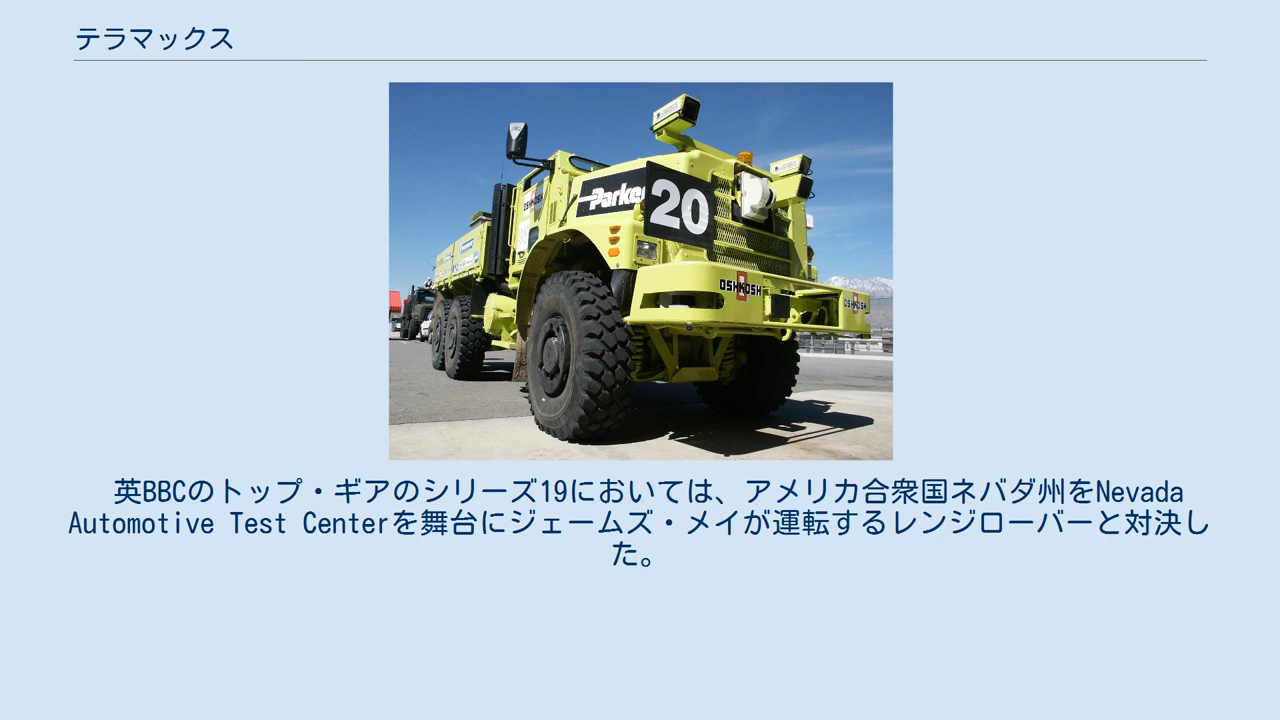 テラマックス
Parker
20
OSHKOSH
OSHKOSH
OSHKOSH
英BBCのトップ・ギアのシリーズ19においては、アメリカ合衆国ネバダ州をNevada
Automotive Test Centerを舞台にジェームズ・メイが運転するレンジローバーと対決し
た。